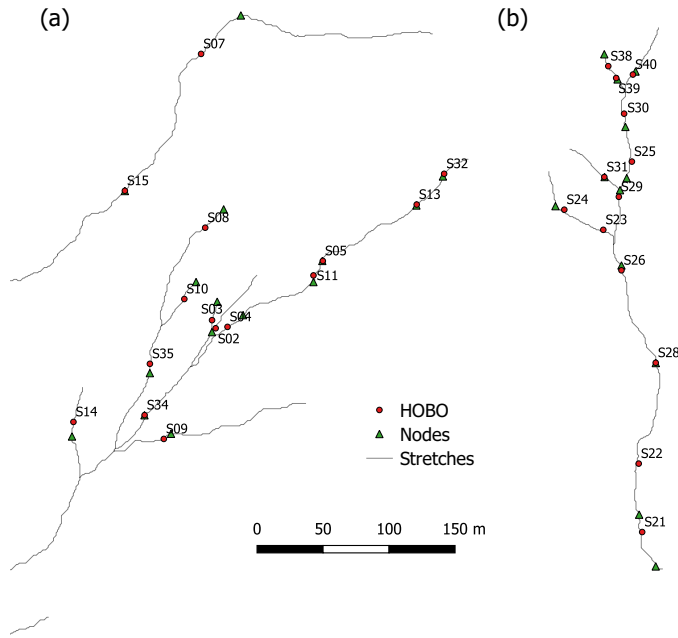 (a)
(b)
S07
S38
S40
S39
S30
S25
S32
S31
S15
S13
S29
S24
S08
S23
S05
S26
S11
S10
S03
S04
S02
S35
S28
S34
S14
HOBO
S09
Nodes
Stretches
S22
0 50 100 150 m
S21